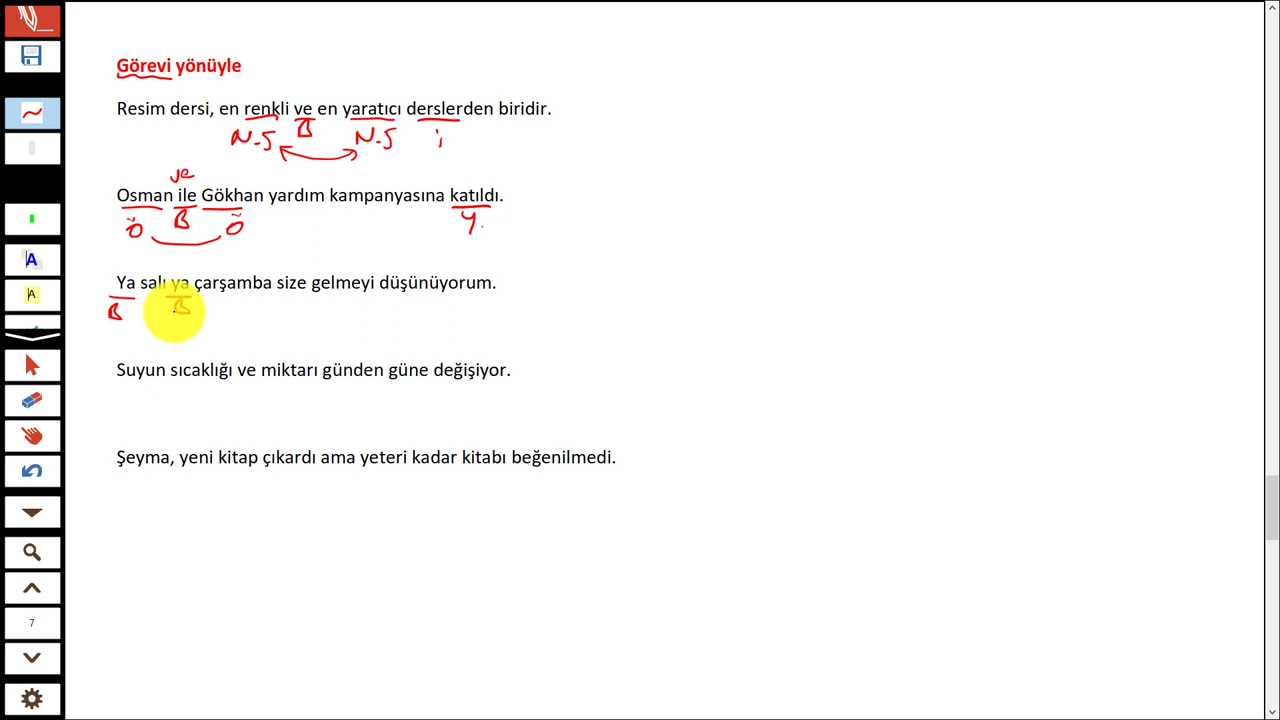 Görevi yönüyle
Resim dersi, en renkli ve en yaratıcı derslerden biridir.
N.S B N.S i
ve
Osman ile Gökhan yardım kampanyasına katıldı.
Ö B Ö Y.
Ya salı ya çarşamba size gelmeyi düşünüyorum.
B B
Suyun sıcaklığı ve miktarı günden güne değişiyor.
Şeyma, yeni kitap çıkardı ama yeteri kadar kitabı beğenilmedi.
A
A
7